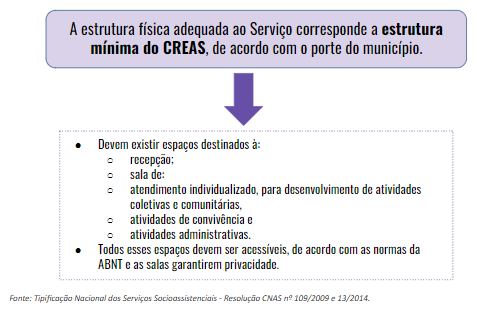 A estrutura física adequada ao Serviço corresponde a estrutura
mínima do CREAS, de acordo com o porte do município.
● Devem existir espaços destinados à:
○ recepção;
○ sala de:
○ atendimento individualizado, para desenvolvimento de atividades
coletivas e comunitárias,
○ atividades de convivência e
○ atividades administrativas.
● Todos esses espaços devem ser acessíveis, de acordo com as normas da
ABNT e as salas garantirem privacidade.
Fonte: Tipificação Nacional dos Serviços Socioassistenciais - Resolução CNAS nº 109/2009 e 13/2014.